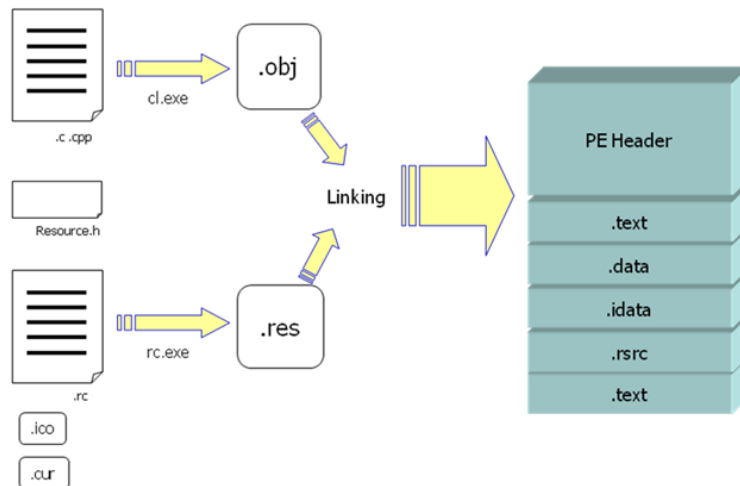 .c .cpp
cl.exe
.obj
Resource.h
Linking
.rc
rc.exe
.res
.ico
.cur
PE Header
.text
.data
.idata
.rsrc
.text